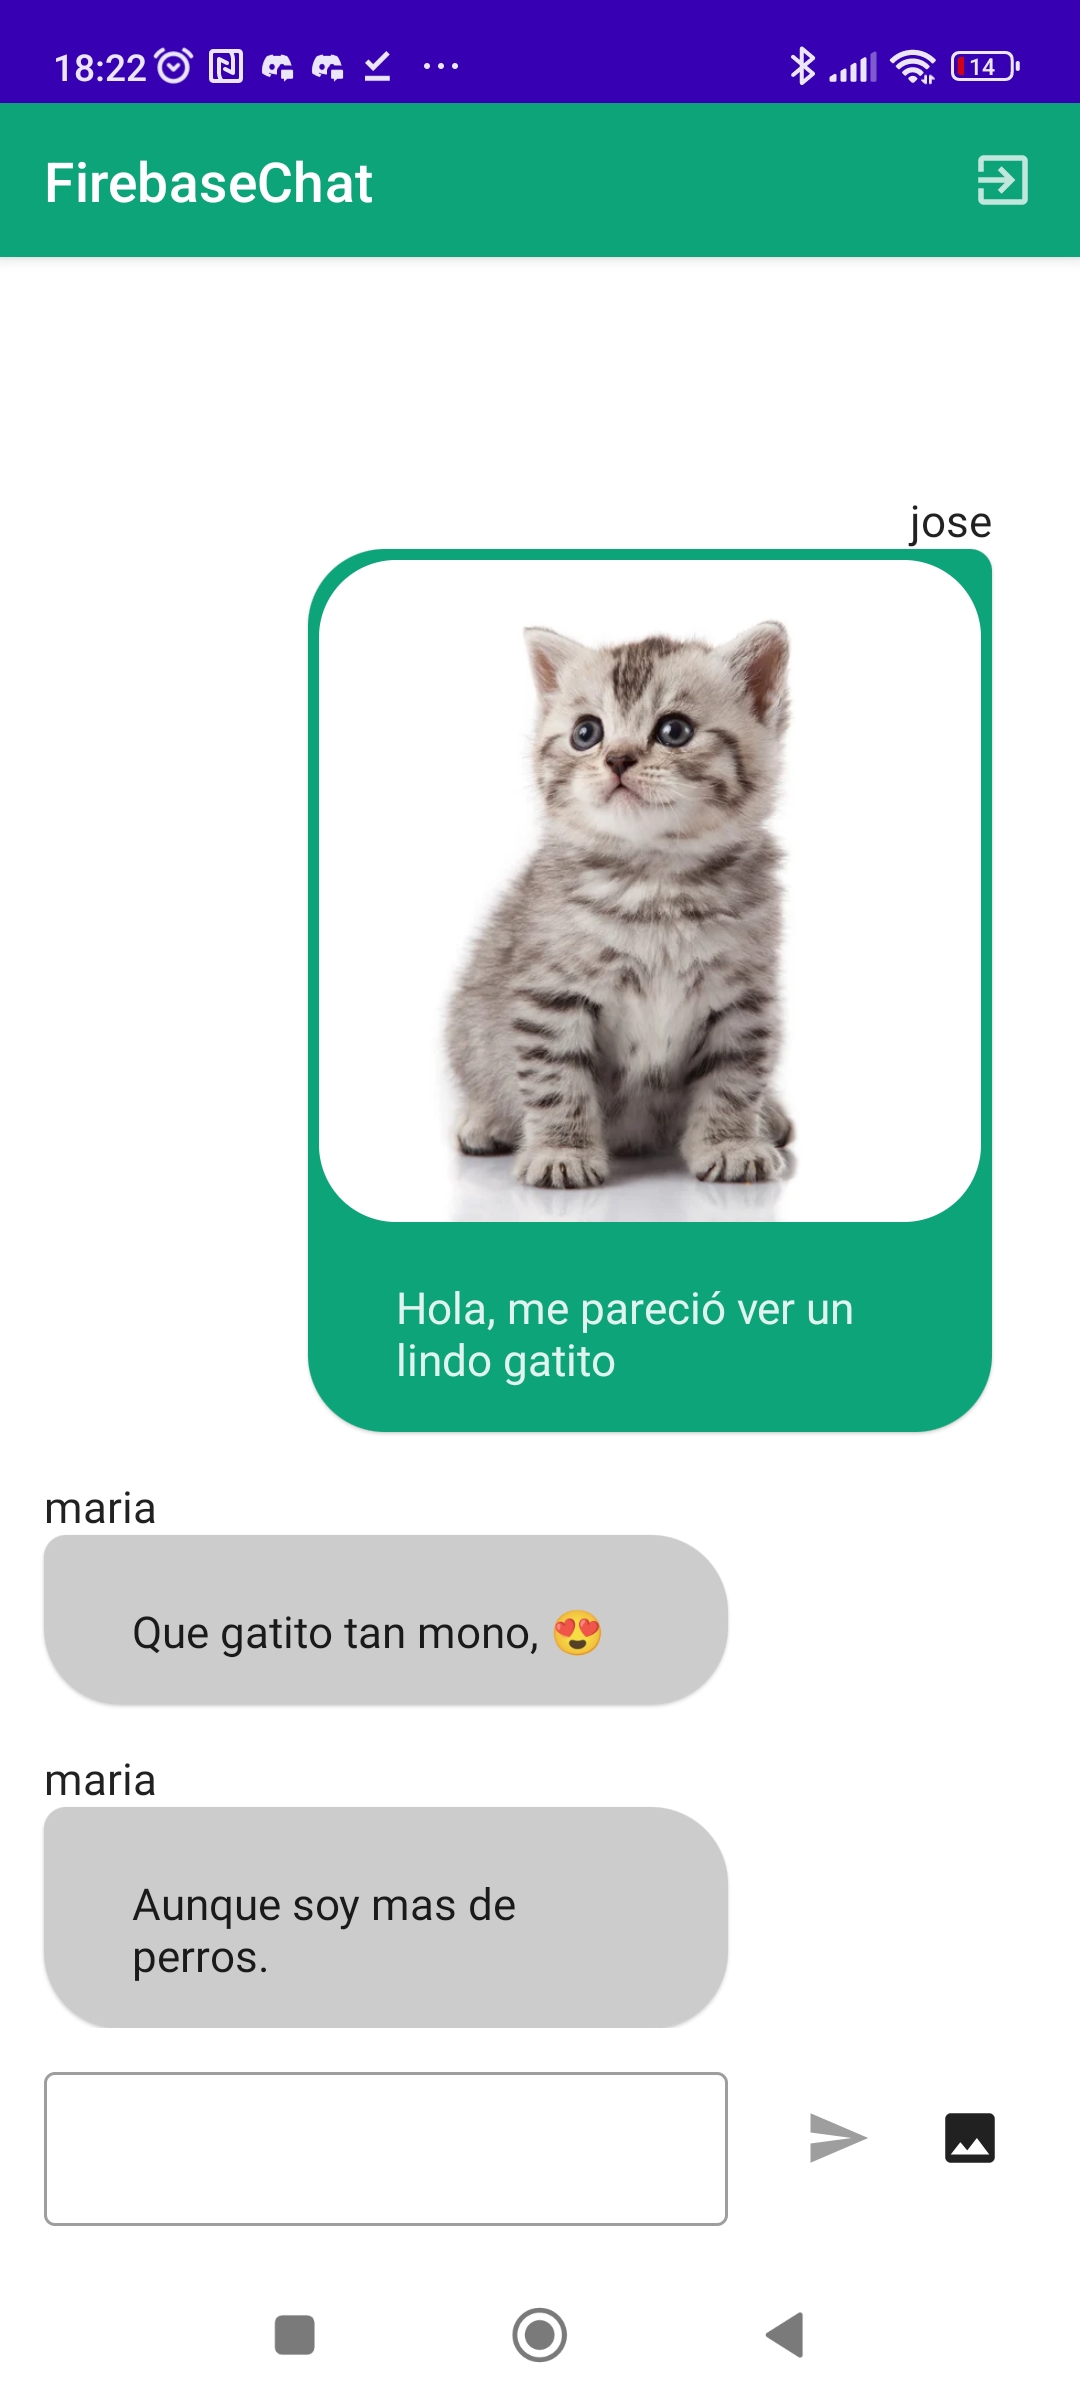 18:22
14
FirebaseChat
jose
Hola, me pareció ver un
lindo gatito
maria
Que gatito tan mono, 😍
maria
Aunque soy mas de
perros.